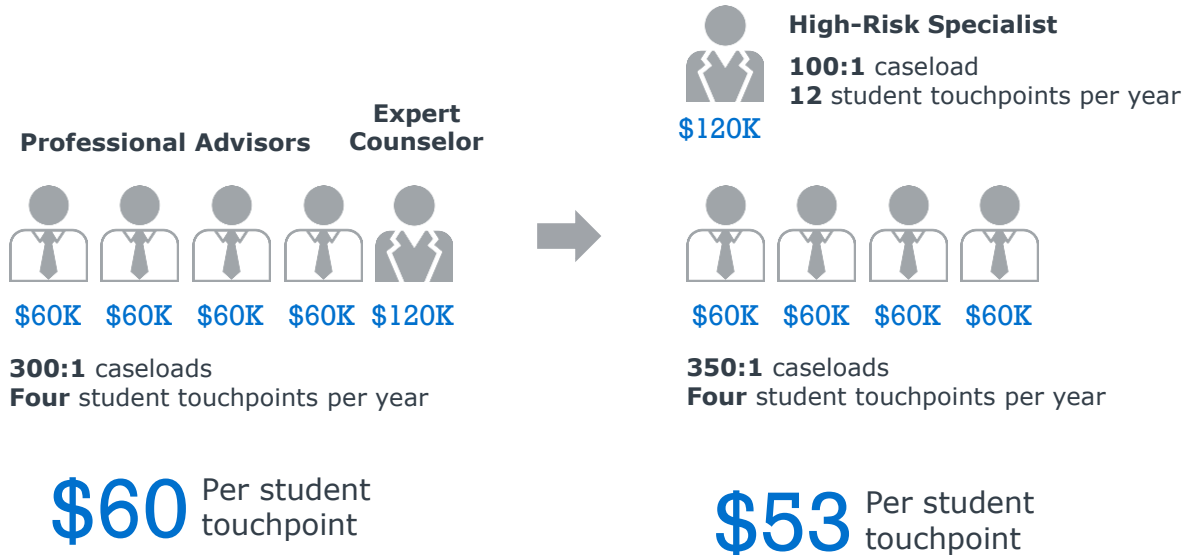 Professional Advisors
Expert
Counselor
$60K $60K $60K $60K $120K
300:1 caseloads
Four student touchpoints per year
$60 Per student
touchpoint
High-Risk Specialist
100:1 caseload
12 student touchpoints per year
$120K
$60K $60K $60K $60K
350:1 caseloads
Four student touchpoints per year
$53 Per student
touchpoint